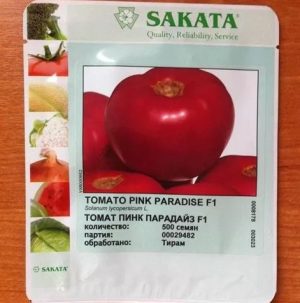 SAKATA®
Quality, Reliability, Service
TOMATO PINK PARADISE F1
Solanum lycopersicum L.
ТОМАТ ПИНК ПАРАДАЙЗ F1
количество: 500 семян
партия: 00029482
обработано: Тирам
SAKATA®